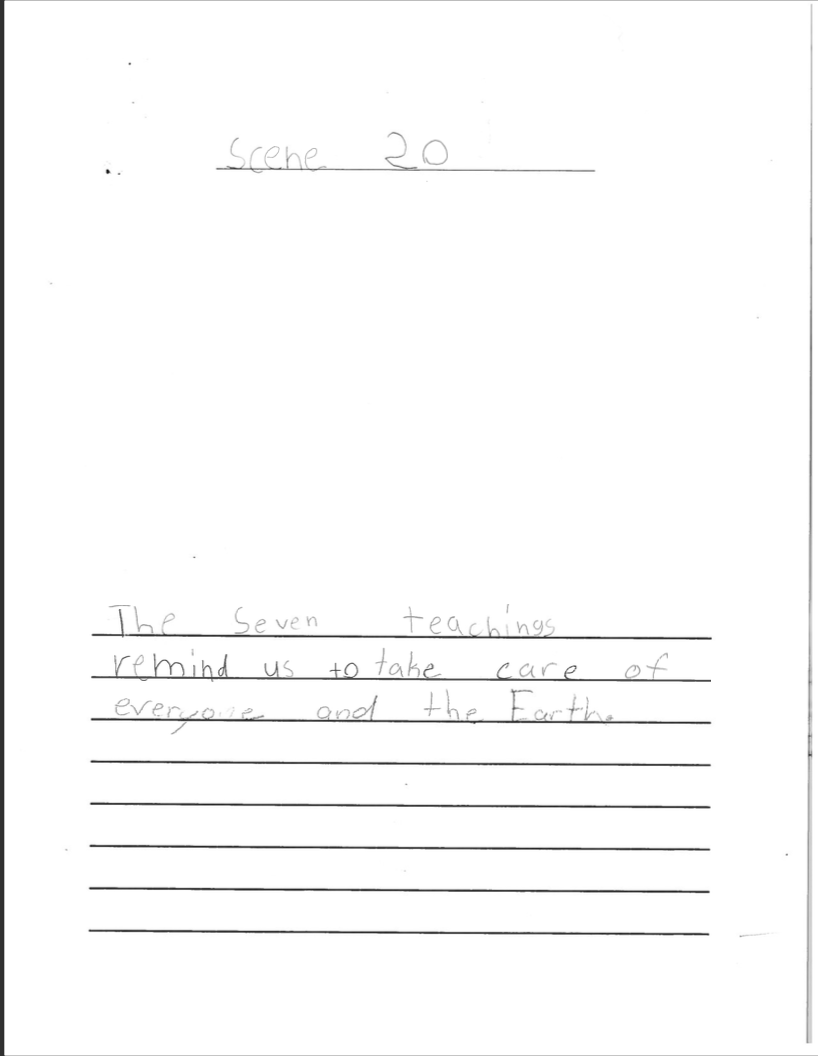 Scene 20
The Seven teachings
remind us to take care of
everyone and the Earth.